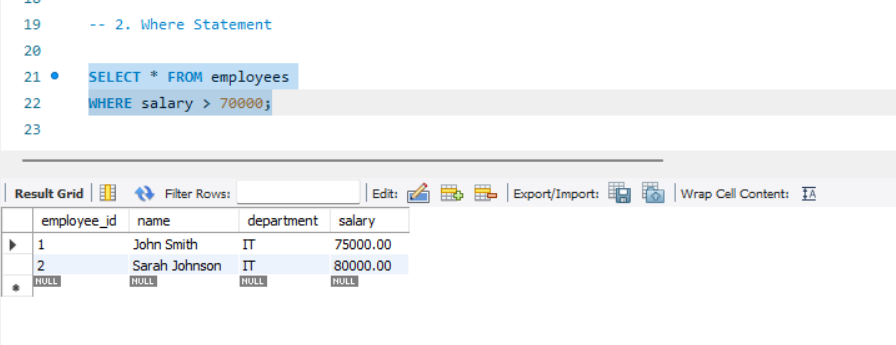 19 -- 2. Where Statement
20
21 SELECT * FROM employees
22 WHERE salary > 70000;
23
Result Grid Filter Rows: Edit: Export/Import: Wrap Cell Content: IA
employee_id name department salary
1 John Smith IT 75000.00
2 Sarah Johnson IT 80000.00
NULL NULL NULL NULL